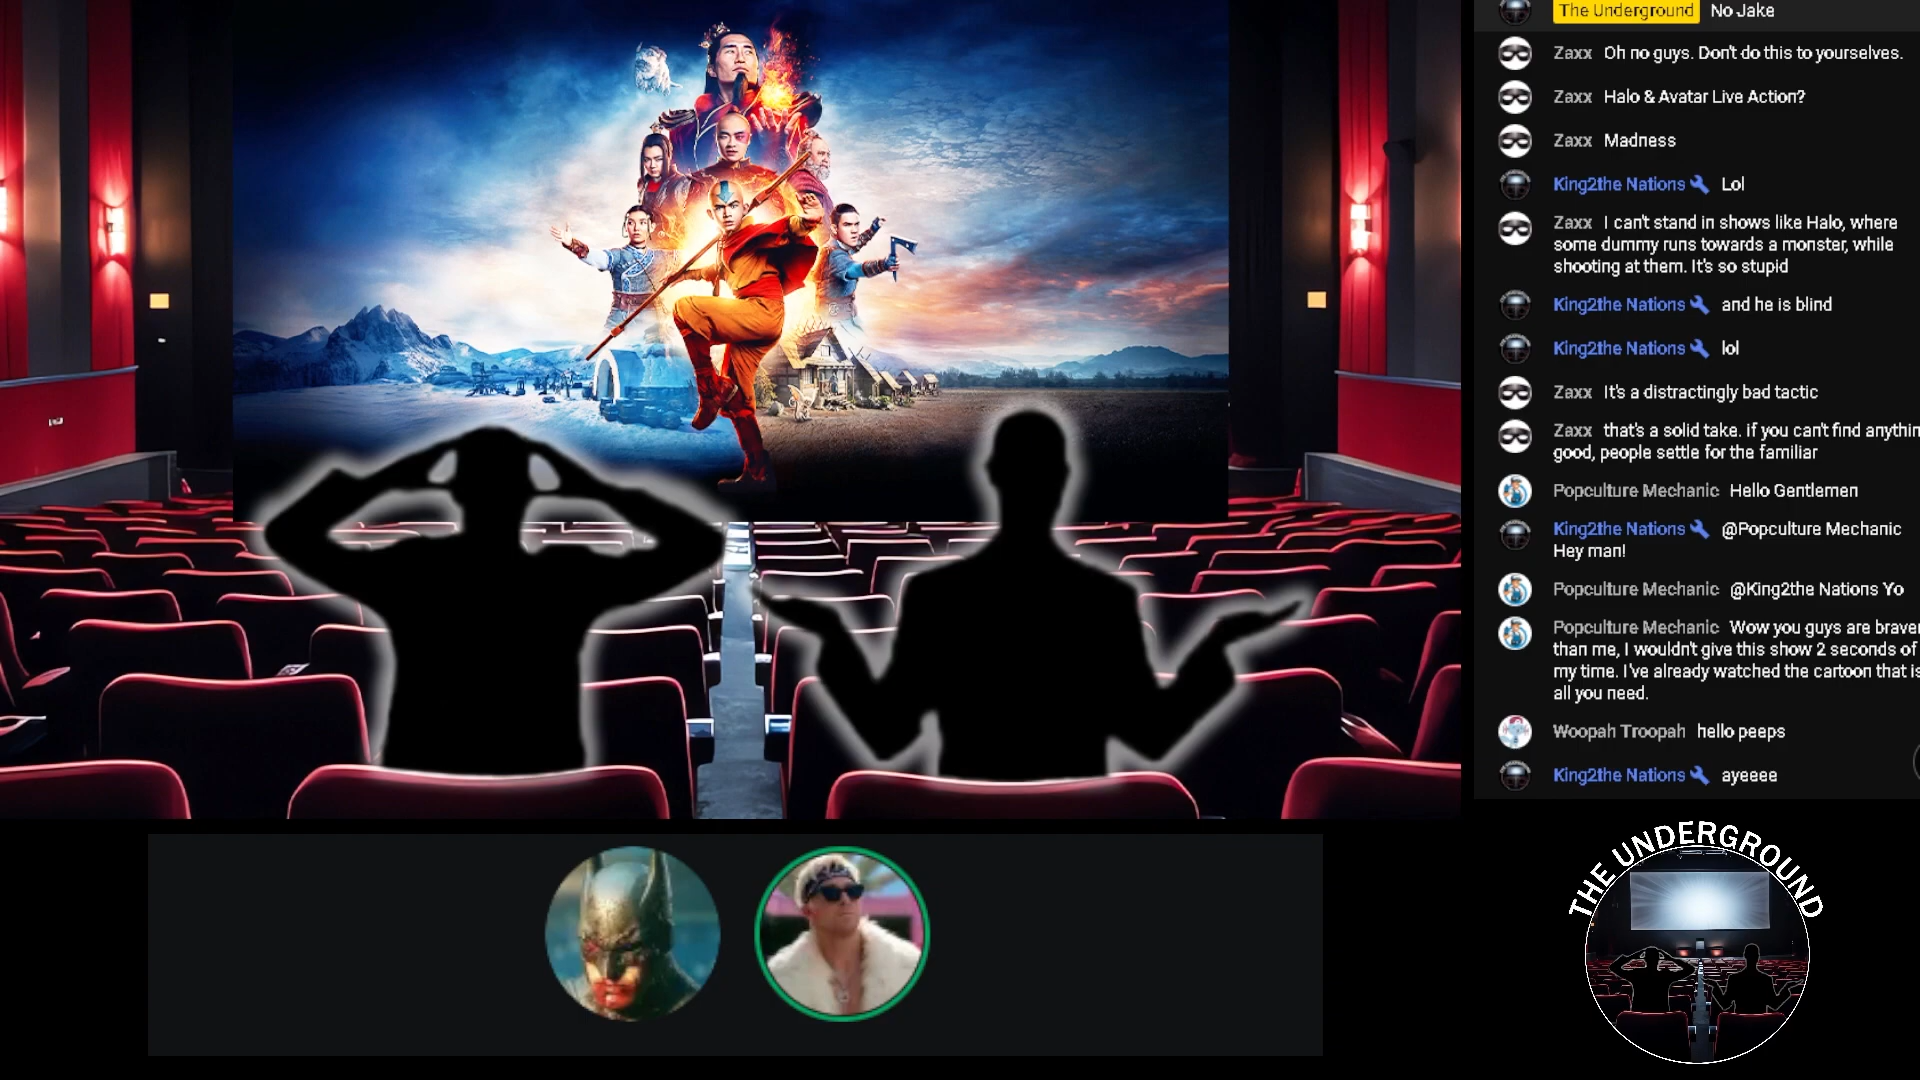 The Underground No Jake
Zaxx Oh no guys. Don't do this to yourselves.
Zaxx Halo & Avatar Live Action?
Zaxx Madness
King2the Nations Lol
Zaxx I can't stand in shows like Halo, where
some dummy runs towards a monster, while
shooting at them. It's so stupid
King2the Nations and he is blind
King2the Nations lol
Zaxx It's a distractingly bad tactic
Zaxx that's a solid take. if you can't find anythin
good, people settle for the familiar
Popculture Mechanic Hello Gentlemen
King2the Nations @Popculture Mechanic
Hey man!
Popculture Mechanic @King2the Nations Yo
Popculture Mechanic Wow you guys are braver
than me, I wouldn't give this show 2 seconds of
my time. I've already watched the cartoon that is
all you need.
Woopah Troopah hello peeps
King2the Nations ayeeee
THE UNDERGROUND